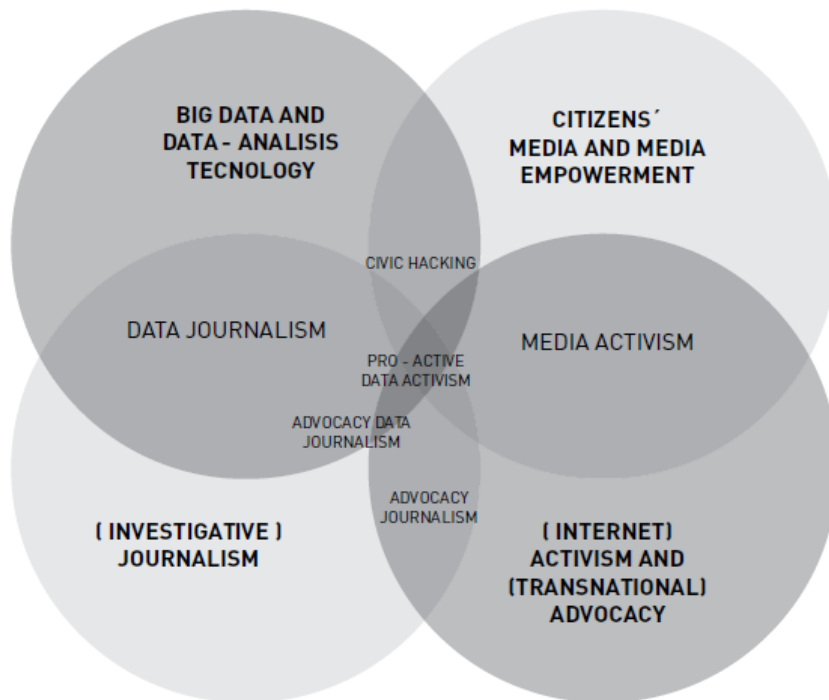 BIG DATA AND
DATA - ANALISIS
TECNOLOGY
CITIZENS´
MEDIA AND MEDIA
EMPOWERMENT
CIVIC HACKING
DATA JOURNALISM
MEDIA ACTIVISM
PRO - ACTIVE
DATA ACTIVISM
ADVOCACY DATA
JOURNALISM
ADVOCACY
JOURNALISM
( INVESTIGATIVE )
JOURNALISM
( INTERNET)
ACTIVISM AND
(TRANSNATIONAL)
ADVOCACY